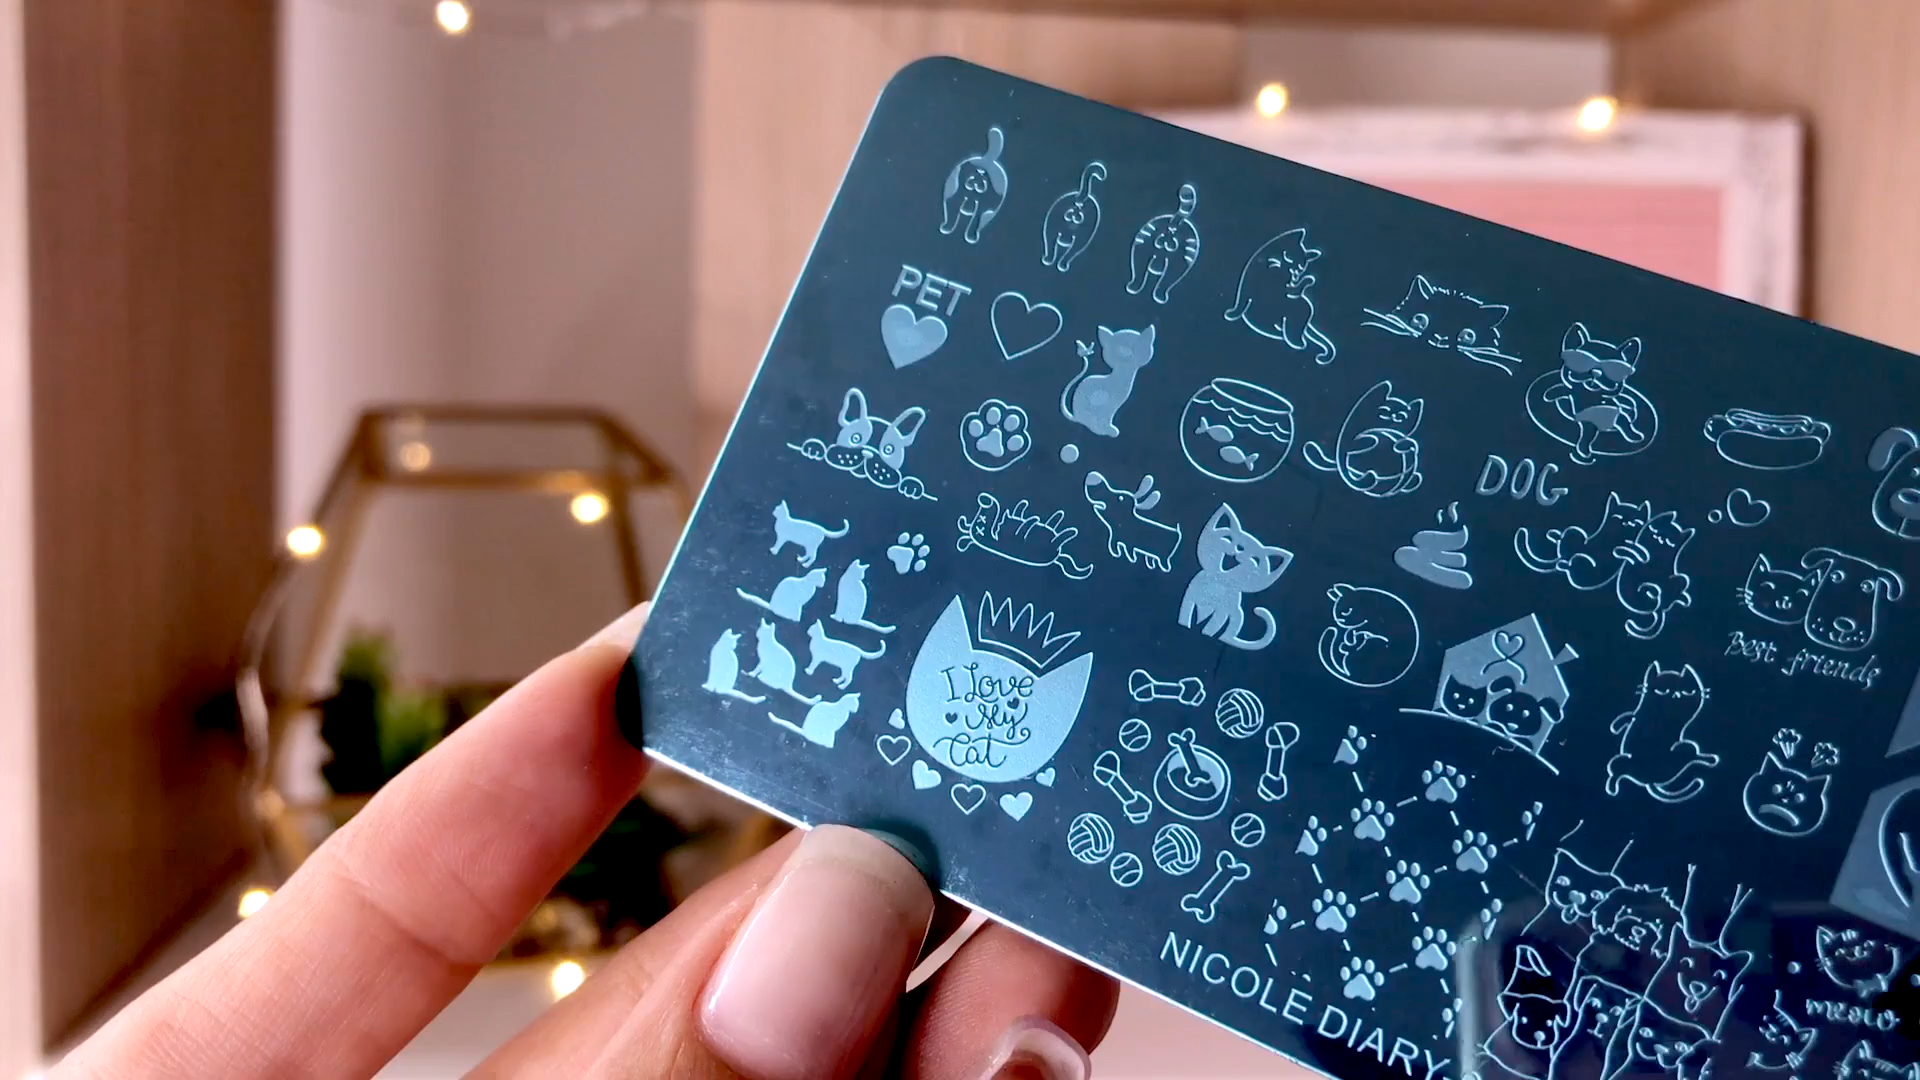 PET
DOG
Best friends
I Love
My
Cat
NICOLE DIARY
meow